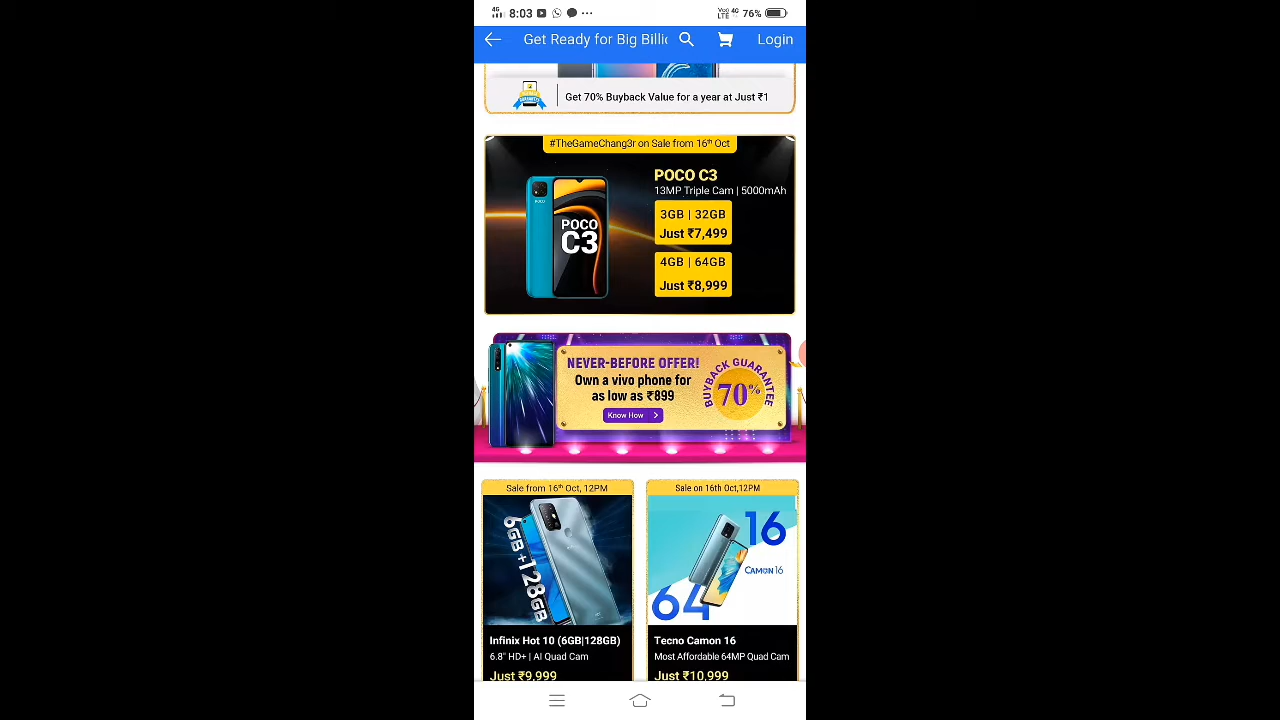 4G 8:03 ... VoO LTE 4G 76%
Get Ready for Big Billi Login
Get 70% Buyback Value for a year at Just ₹1
#TheGameChang3r on Sale from 16th Oct
POCO C3
13MP Triple Cam | 5000mAh
3GB | 32GB
Just ₹7,499
4GB | 64GB
Just ₹8,999
POCO
POCO
C3
NEVER-BEFORE OFFER!
Own a vivo phone for
as low as ₹899
Know How >
BUYBACK GUARANTEE
70%
Sale from 16th Oct, 12PM
6GB+128GB
Infinix Hot 10 (6GB|128GB)
6.8" HD+ | AI Quad Cam
Just ₹9,999
Sale on 16th Oct,12PM
16
CAMON 16
64
Tecno Camon 16
Most Affordable 64MP Quad Cam
Just ₹10,999